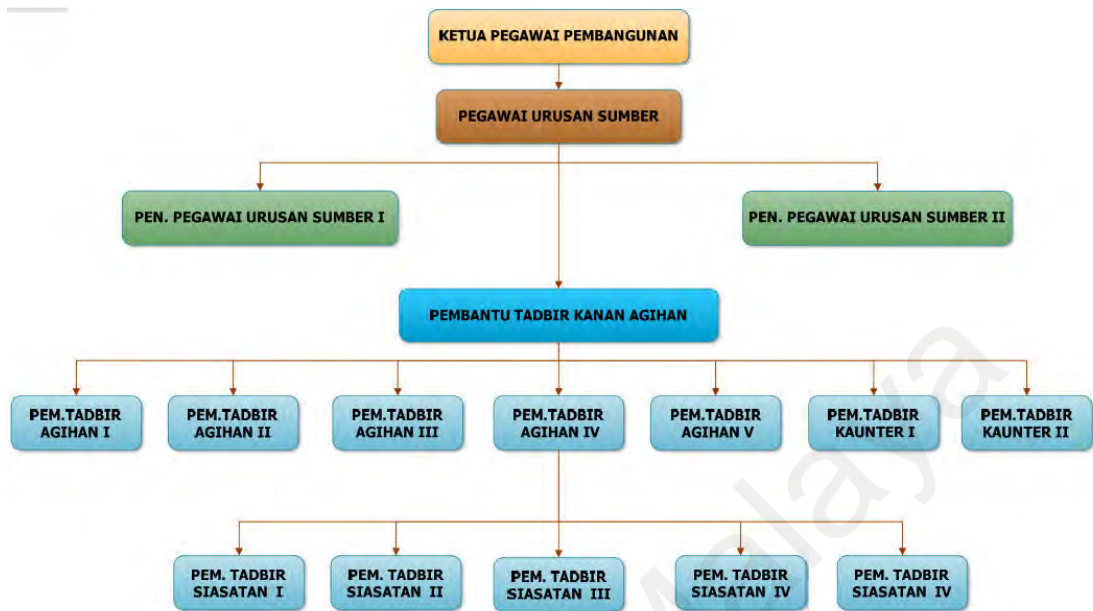 KETUA PEGAWAI PEMBANGUNAN
PEGAWAI URUSAN SUMBER
PEN. PEGAWAI URUSAN SUMBER I
PEN. PEGAWAI URUSAN SUMBER II
PEMBANTU TADBIR KANAN AGIHAN
PEM.TADBIR
AGIHAN I
PEM.TADBIR
AGIHAN II
PEM.TADBIR
AGIHAN III
PEM.TADBIR
AGIHAN IV
PEM.TADBIR
AGIHAN V
PEM.TADBIR
KAUNTER I
PEM.TADBIR
KAUNTER II
PEM. TADBIR
SIASATAN I
PEM. TADBIR
SIASATAN II
PEM. TADBIR
SIASATAN III
PEM. TADBIR
SIASATAN IV
PEM. TADBIR
SIASATAN IV
Malaya